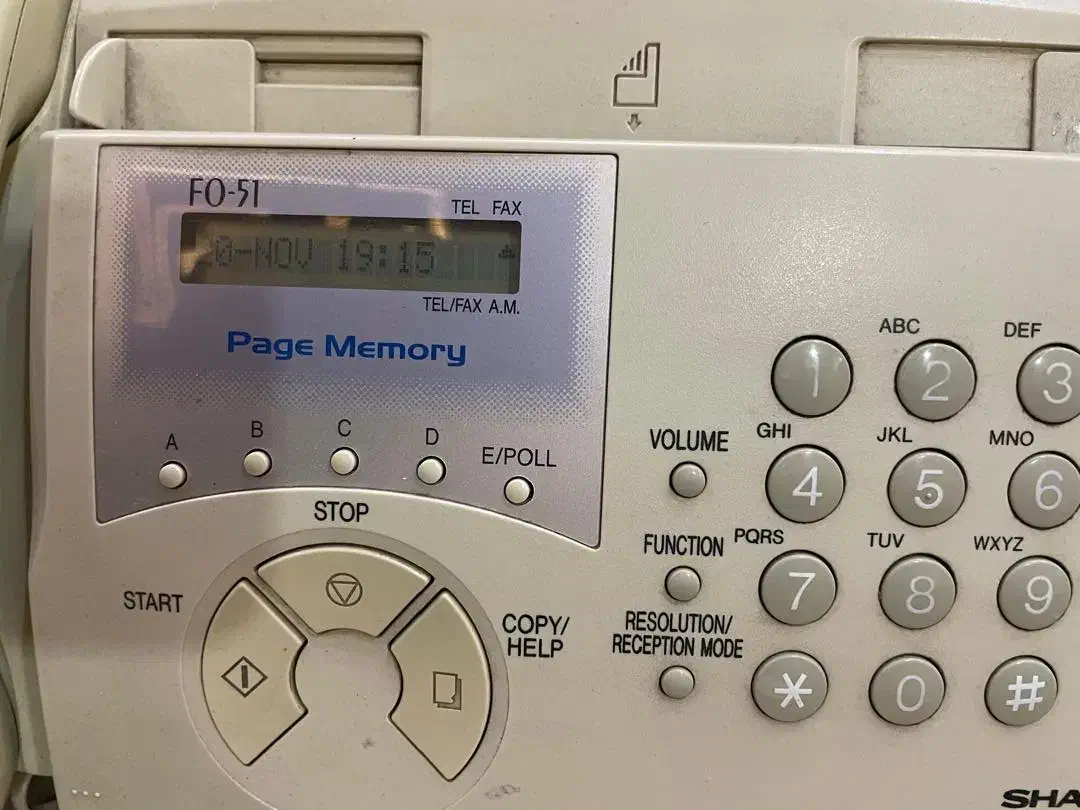 FO-51
TEL FAX
0-NOV 19:15
TEL/FAX A.M.
Page Memory
A B C D E/POLL
STOP
START
COPY/
HELP
VOLUME
FUNCTION
RESOLUTION/
RECEPTION MODE
1 ABC 2 DEF 3
GHI 4 JKL 5 MNO 6
PQRS 7 TUV 8 WXYZ 9
* 0 #
SHA